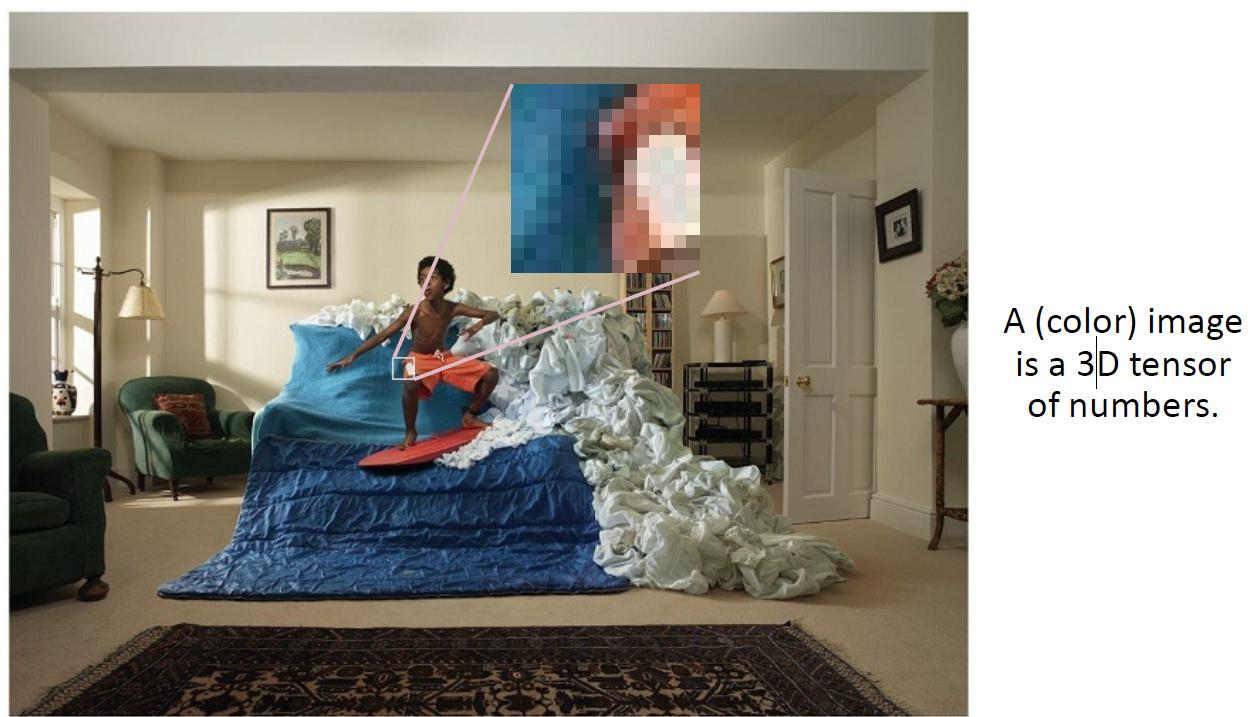 A (color) image
is a 3D tensor
of numbers.